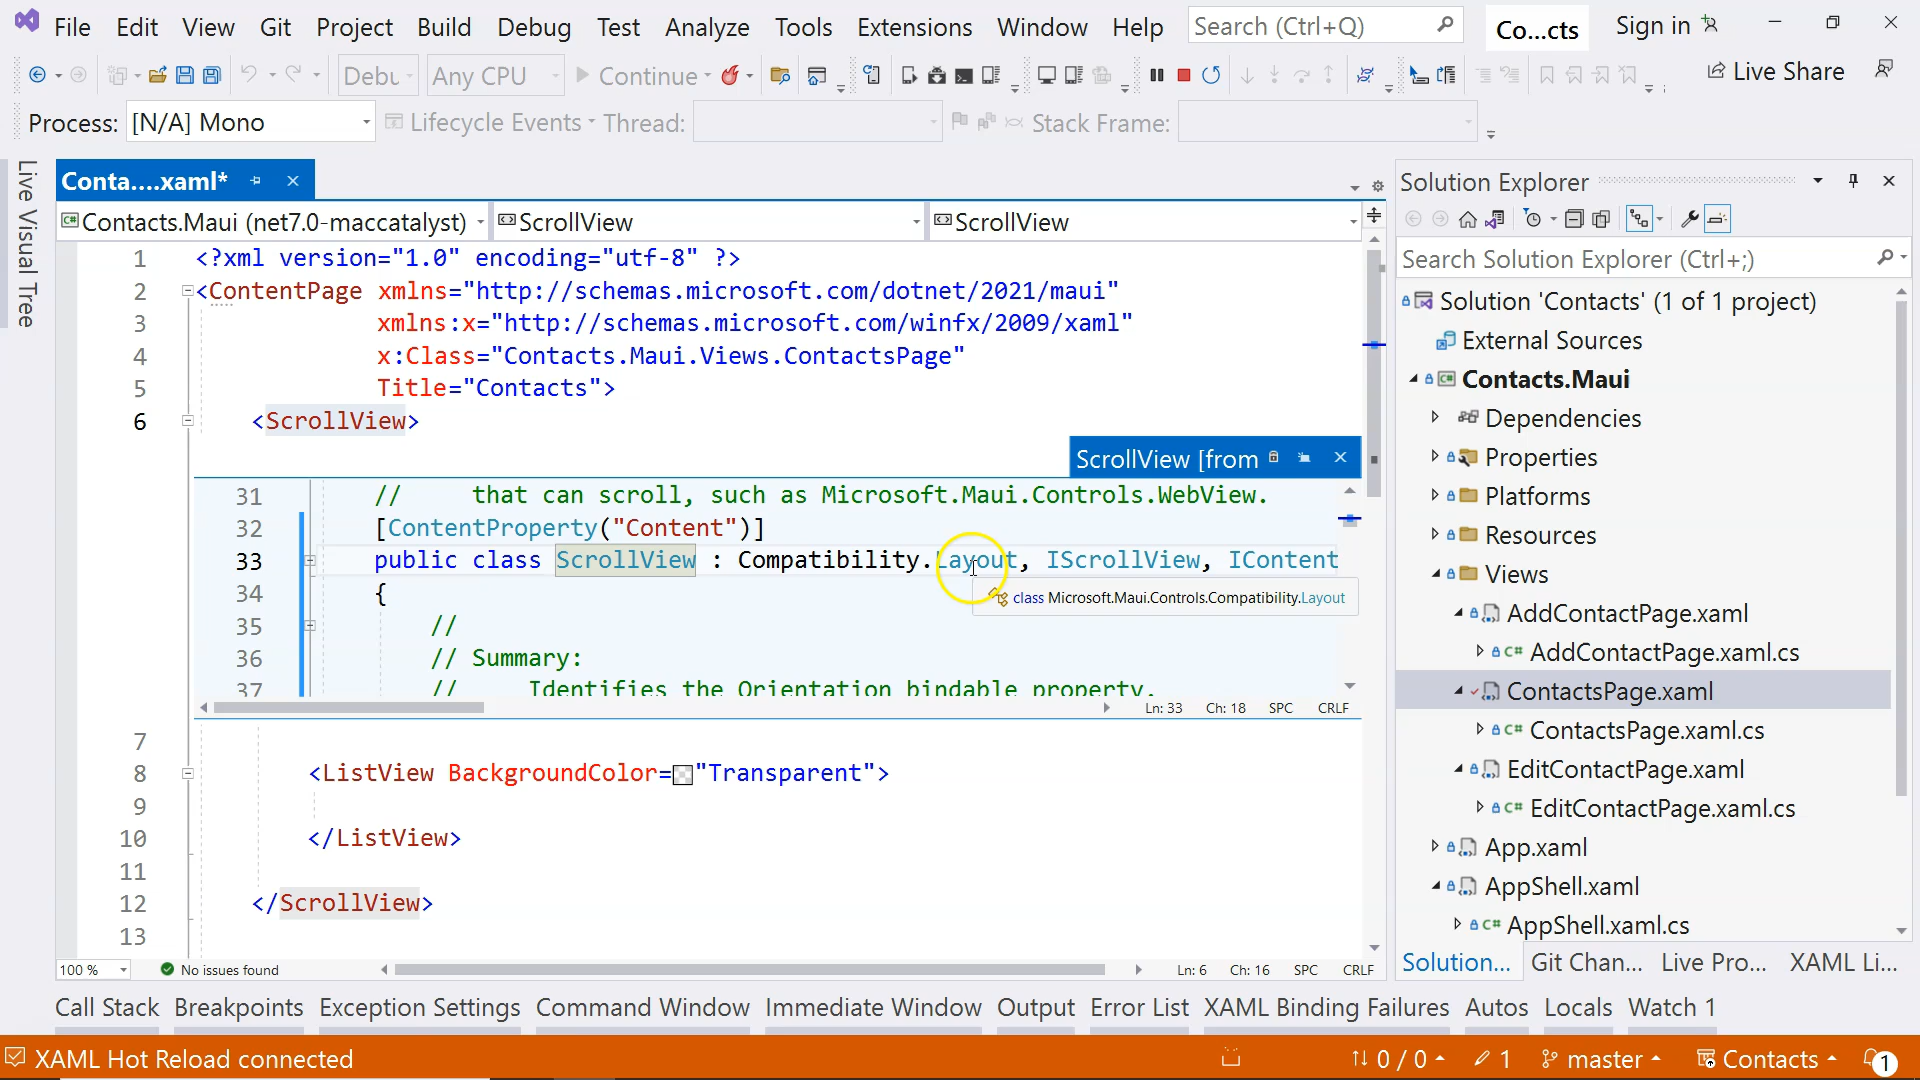 File Edit View Git Project Build Debug Test Analyze Tools Extensions Window Help Search (Ctrl+Q) Co...cts Sign in
Debu Any CPU Continue Live Share
Process: [N/A] Mono Lifecycle Events Thread: Stack Frame:
Live Visual Tree
Conta....xaml*
Contacts.Maui (net7.0-maccatalyst) ScrollView ScrollView
1 <?xml version="1.0" encoding="utf-8" ?>
2 <ContentPage xmlns="http://schemas.microsoft.com/dotnet/2021/maui"
3 xmlns:x="http://schemas.microsoft.com/winfx/2009/xaml"
4 x:Class="Contacts.Maui.Views.ContactsPage"
5 Title="Contacts">
6 <ScrollView>
ScrollView [from
31 // that can scroll, such as Microsoft.Maui.Controls.WebView.
32 [ContentProperty("Content")]
33 public class ScrollView : Compatibility.Layout, IScrollView, IContent
class Microsoft.Maui.Controls.Compatibility.Layout
34 {
35 //
36 // Summary:
37 // Identifies the Orientation bindable property.
Ln: 33 Ch: 18 SPC CRLF
7
8 <ListView BackgroundColor="Transparent">
9
10 </ListView>
11
12 </ScrollView>
13
100 % No issues found Ln: 6 Ch: 16 SPC CRLF
Solution Explorer
Search Solution Explorer (Ctrl+;)
Solution 'Contacts' (1 of 1 project)
External Sources
Contacts.Maui
Dependencies
Properties
Platforms
Resources
Views
AddContactPage.xaml
C# AddContactPage.xaml.cs
ContactsPage.xaml
C# ContactsPage.xaml.cs
EditContactPage.xaml
C# EditContactPage.xaml.cs
App.xaml
AppShell.xaml
C# AppShell.xaml.cs
Solution... Git Chan... Live Pro... XAML Li...
Call Stack Breakpoints Exception Settings Command Window Immediate Window Output Error List XAML Binding Failures Autos Locals Watch 1
XAML Hot Reload connected 0 / 0 1 master Contacts 1